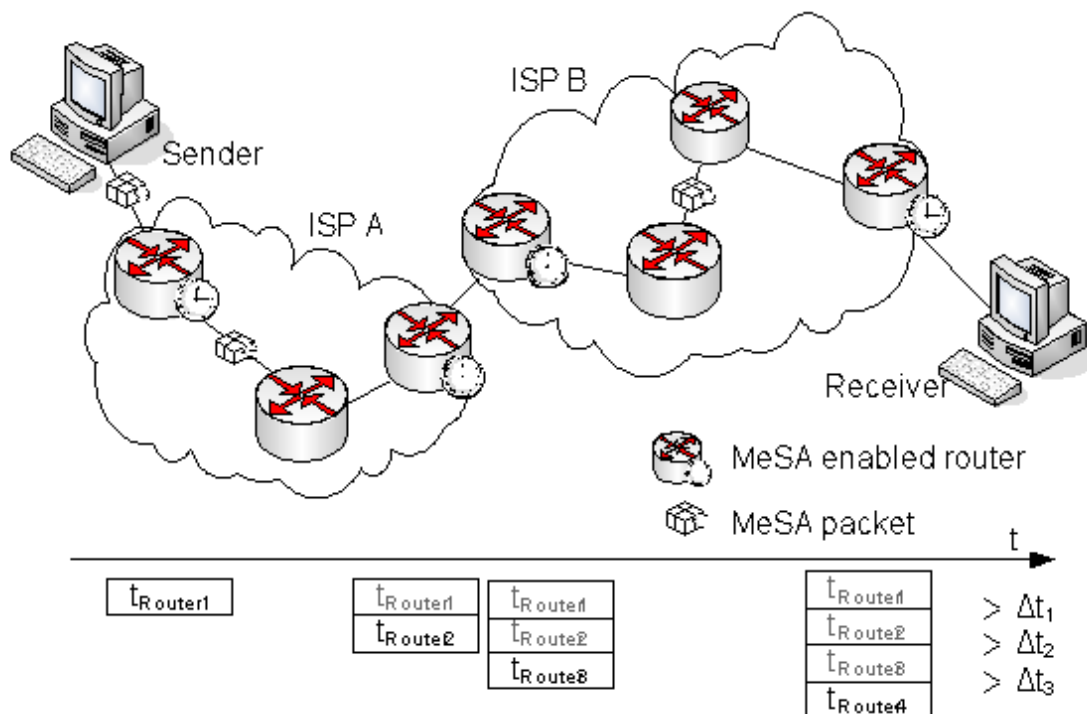 Sender
ISP A
ISP B
Receiver
MeSA enabled router
MeSA packet
t
tRouter1
tRouter1
tRouter2
tRouter1
tRouter2
tRouter3
tRouter1
tRouter2
tRouter3
tRouter4
> Δt1
> Δt2
> Δt3